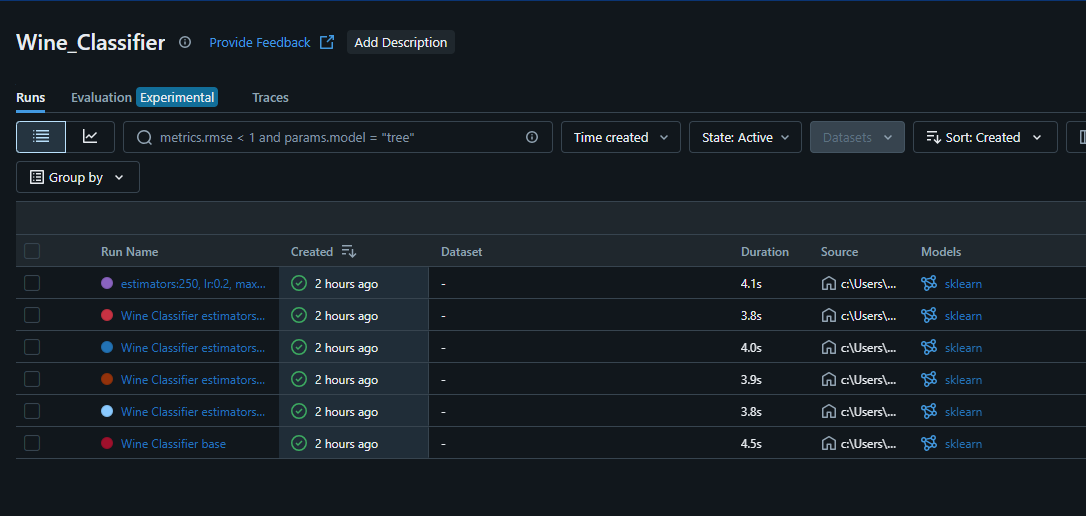 Wine_Classifier Provide Feedback Add Description
Runs Evaluation Experimental Traces
metrics.rmse < 1 and params.model = "tree" Time created State: Active Datasets Sort: Created
Group by
Run Name Created Dataset Duration Source Models
estimators:250, lr:0.2, max... 2 hours ago - 4.1s c:\Users\... sklearn
Wine Classifier estimators... 2 hours ago - 3.8s c:\Users\... sklearn
Wine Classifier estimators... 2 hours ago - 4.0s c:\Users\... sklearn
Wine Classifier estimators... 2 hours ago - 3.9s c:\Users\... sklearn
Wine Classifier estimators... 2 hours ago - 3.8s c:\Users\... sklearn
Wine Classifier base 2 hours ago - 4.5s c:\Users\... sklearn